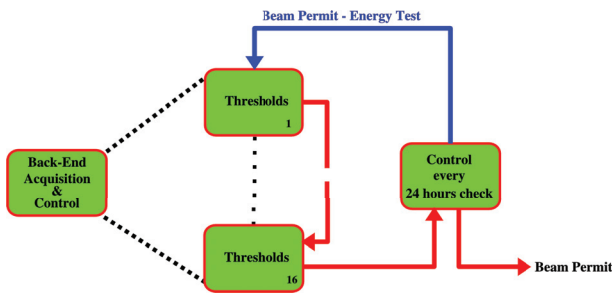 Beam Permit - Energy Test
Thresholds
1
Back-End
Acquisition
&
Control
Control
every
24 hours check
Thresholds
16
Beam Permit